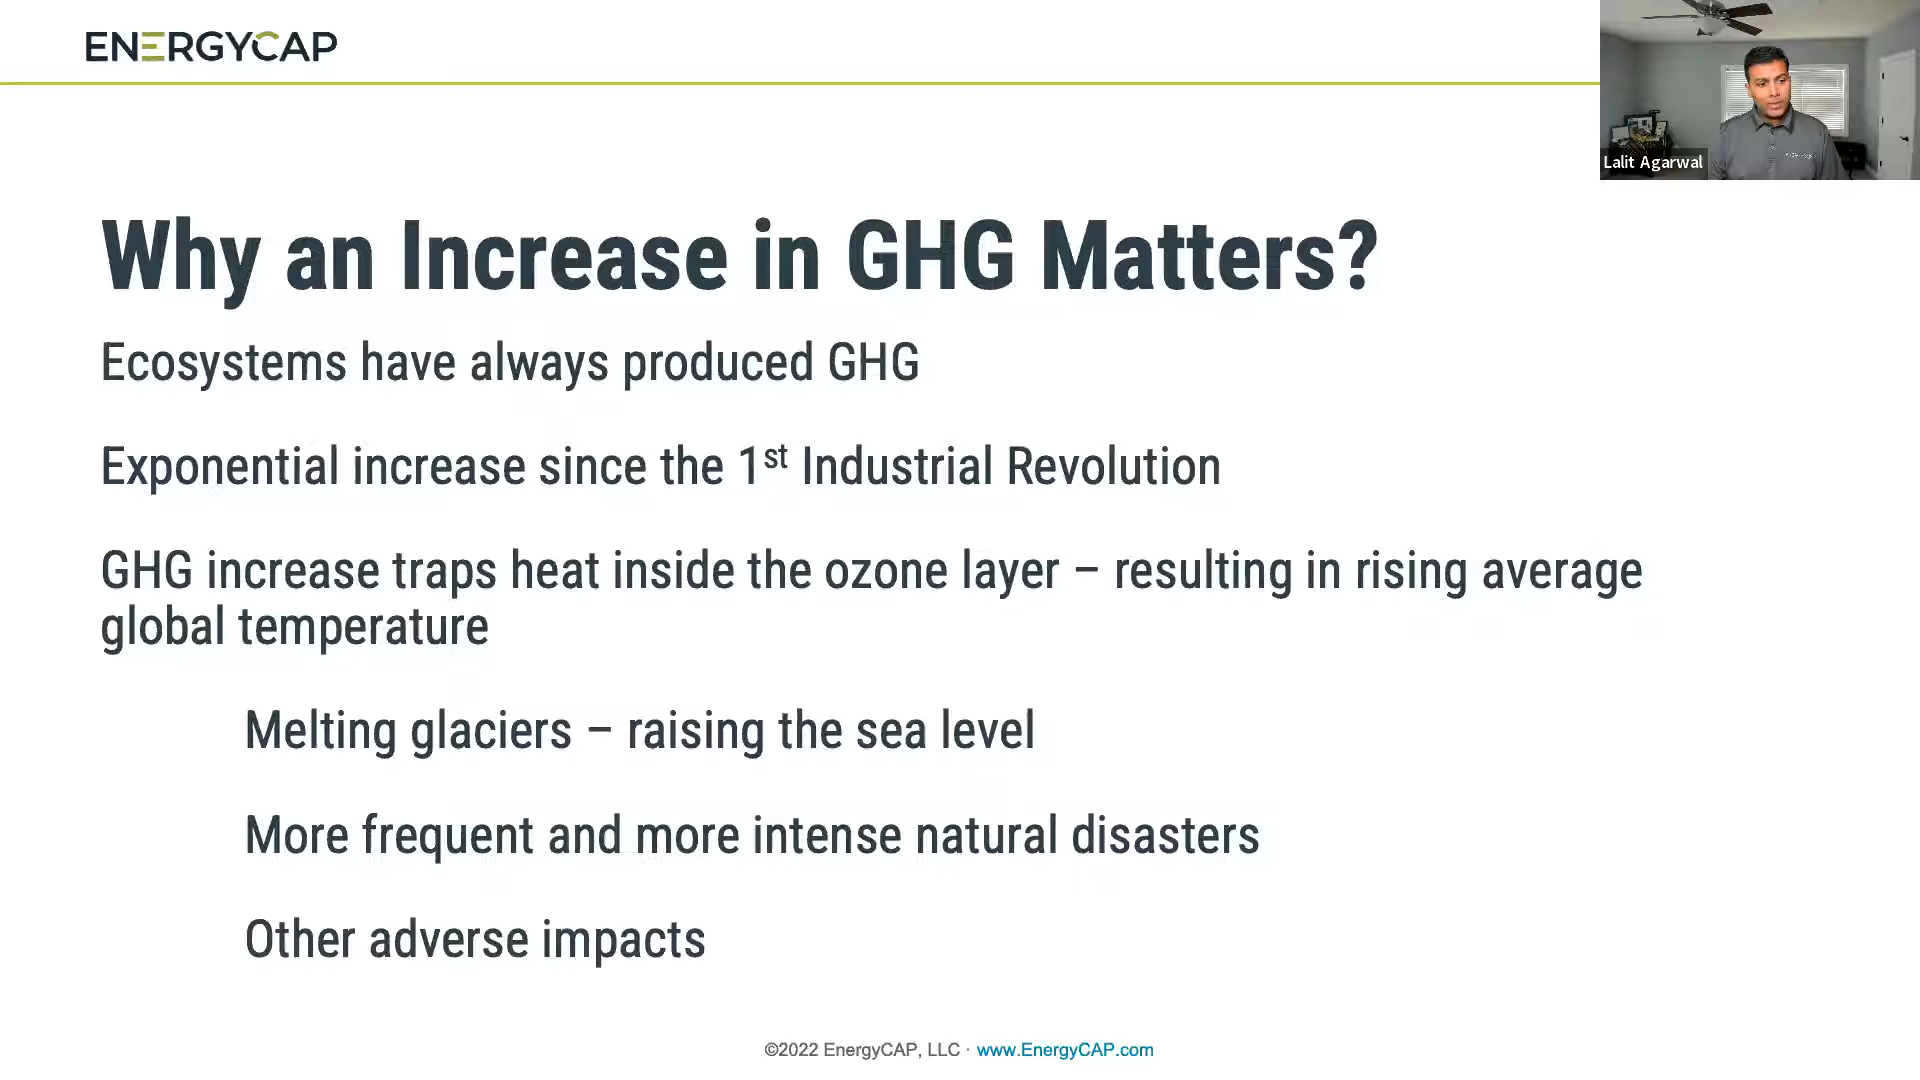 ENERGYCAP
Lalit Agarwal
Why an Increase in GHG Matters?
Ecosystems have always produced GHG
Exponential increase since the 1st Industrial Revolution
GHG increase traps heat inside the ozone layer – resulting in rising average
global temperature
Melting glaciers – raising the sea level
More frequent and more intense natural disasters
Other adverse impacts
©2022 EnergyCAP, LLC · www.EnergyCAP.com